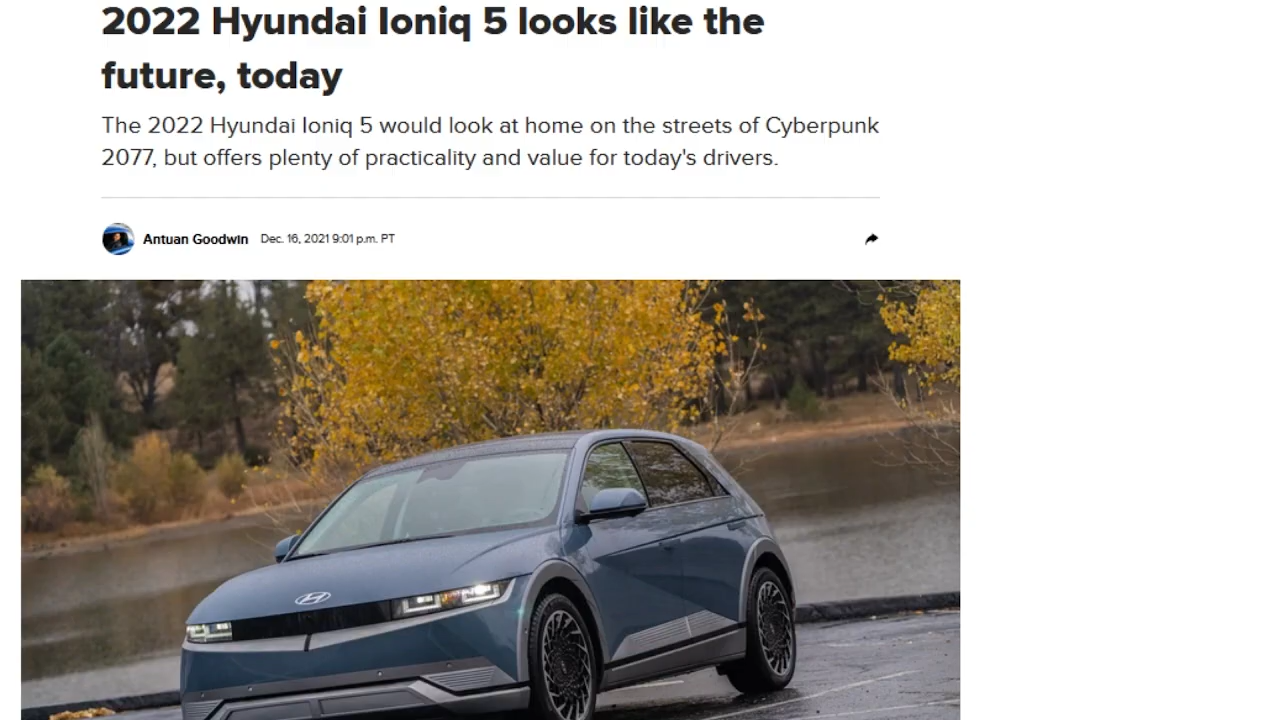 2022 Hyundai Ioniq 5 looks like the
future, today
The 2022 Hyundai Ioniq 5 would look at home on the streets of Cyberpunk
2077, but offers plenty of practicality and value for today's drivers.
Antuan Goodwin Dec. 16, 2021 9:01 p.m. PT